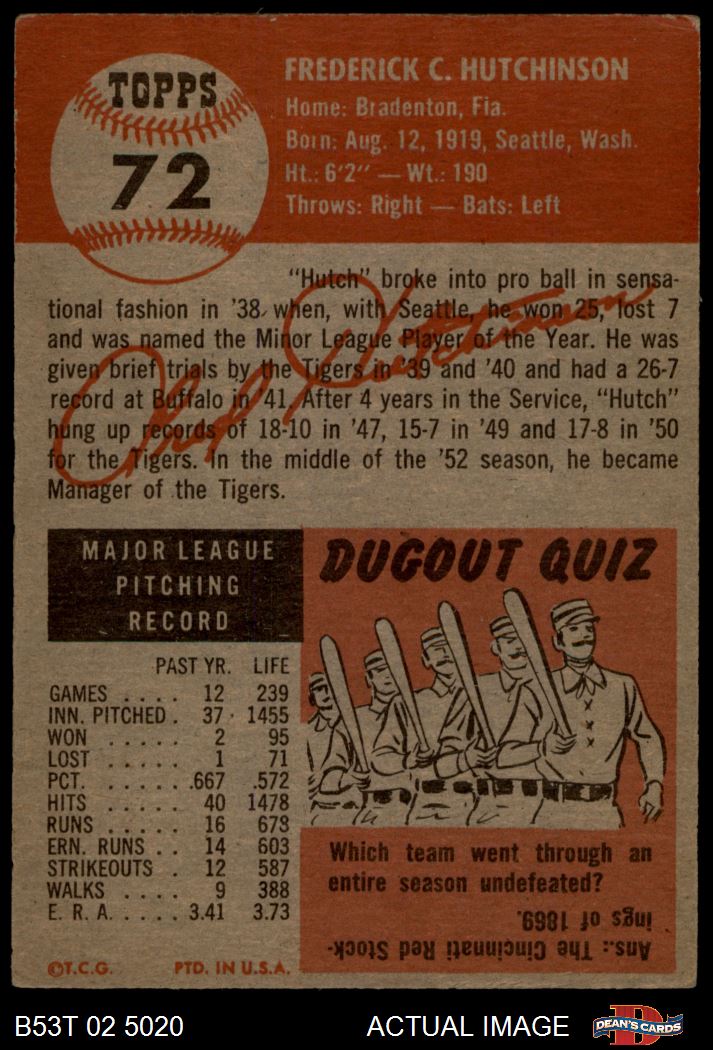 TOPPS
72
FREDERICK C. HUTCHINSON
Home: Bradenton, Fla.
Born: Aug. 12, 1919, Seattle, Wash.
Ht.: 6'2" — Wt.: 190
Throws: Right — Bats: Left
"Hutch" broke into pro ball in sensa-
tional fashion in '38 when, with Seattle, he won 25, lost 7
and was named the Minor League Player of the Year. He was
given brief trials by the Tigers in '39 and '40 and had a 26-7
record at Buffalo in '41. After 4 years in the Service, "Hutch"
hung up records of 18-10 in '47, 15-7 in '49 and 17-8 in '50
for the Tigers. In the middle of the '52 season, he became
Manager of the Tigers.
Fred Hutchinson
MAJOR LEAGUE
PITCHING
RECORD
PAST YR. LIFE
GAMES . . . . 12 239
INN. PITCHED . 37 1455
WON . . . . . 2 95
LOST . . . . . 1 71
PCT. . . . . . .667 .572
HITS . . . . . 40 1478
RUNS . . . . . 16 673
ERN. RUNS . . 14 603
STRIKEOUTS . 12 587
WALKS . . . . 9 388
E. R. A. . . . . 3.41 3.73
©T.C.G. PTD. IN U.S.A.
DUGOUT QUIZ
Which team went through an
entire season undefeated?
Ans.: The Cincinnati Red Stock-
ings of 1869.
B53T 02 5020
ACTUAL IMAGE
D
DEAN'S CARDS